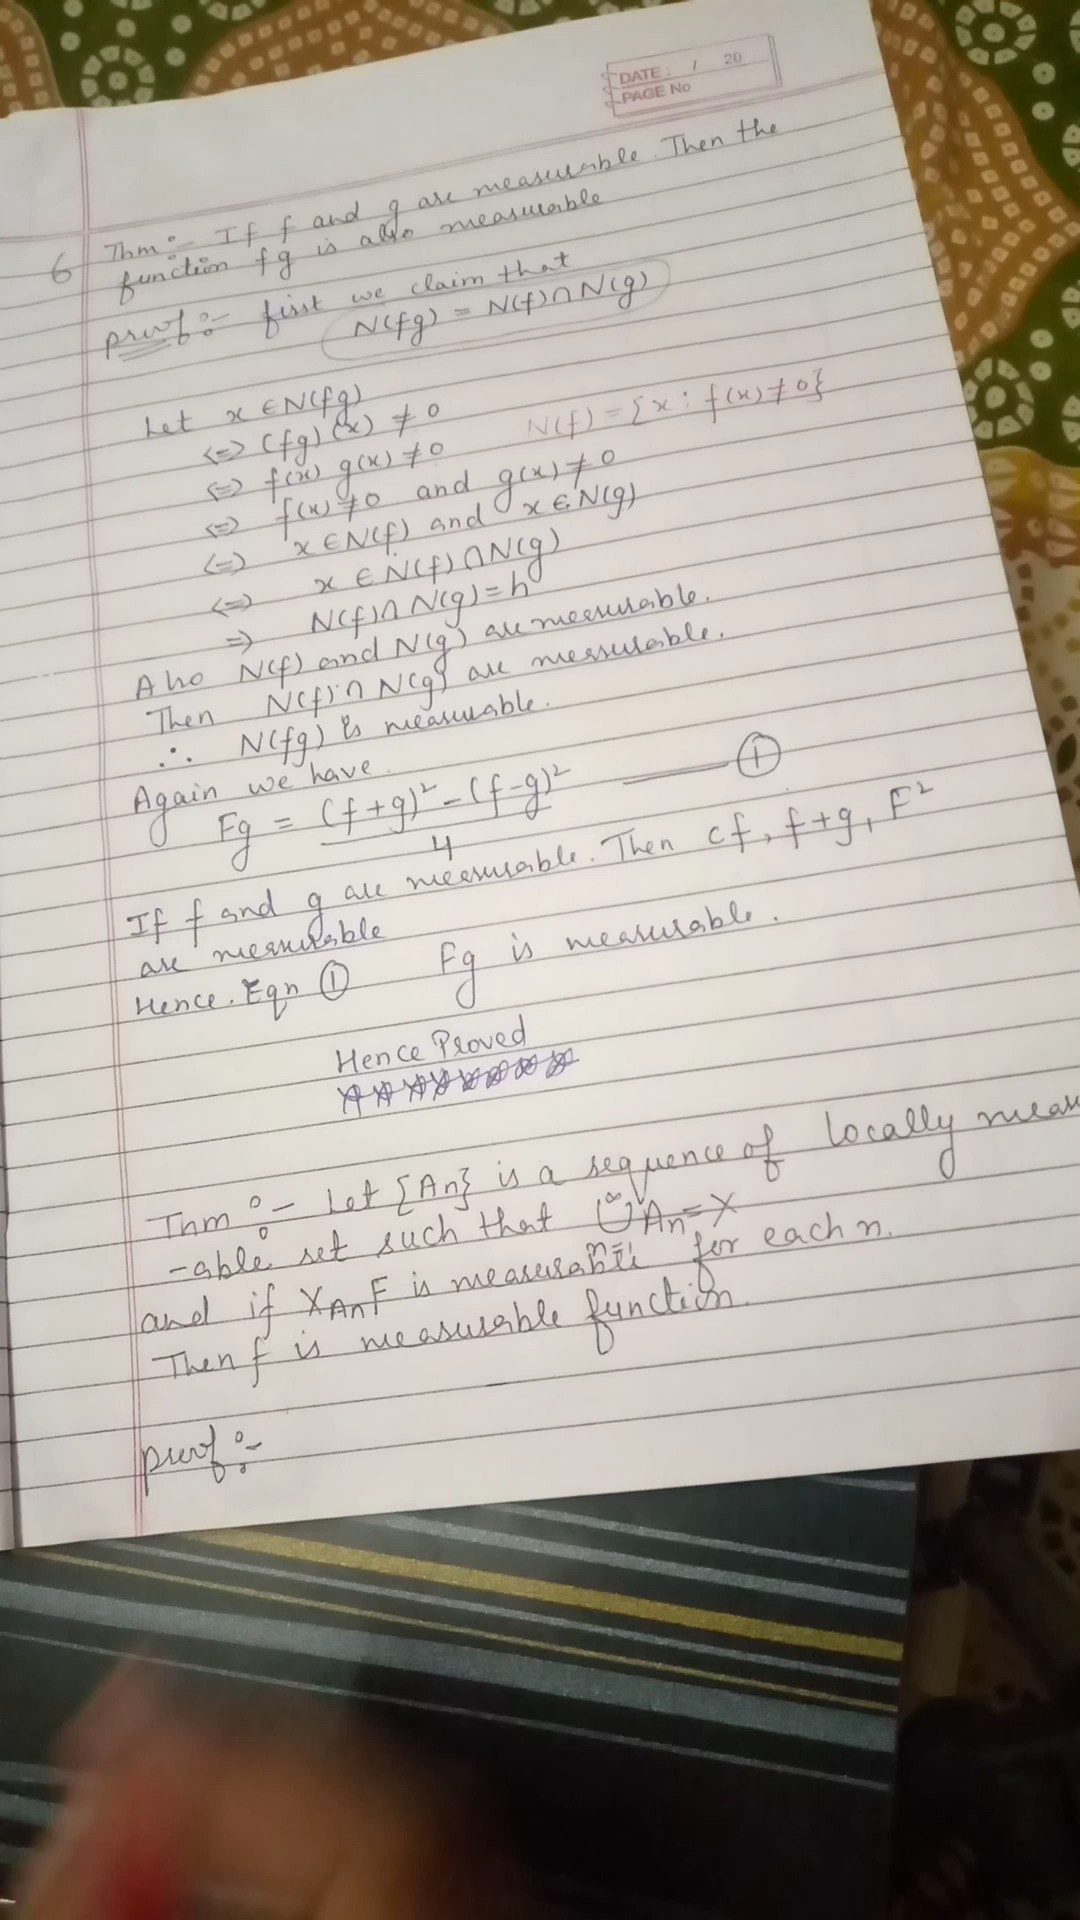 DATE: / 20
PAGE No
6 Thm:- If f and g are measurable. Then the
function fg is also measurable
proof:- first we claim that
N(fg) = N(f)∩N(g)
Let x ∈N(fg)
⇔ (fg)(x) ≠0
N(f) = {x: f(x)≠0}
⇔ f(x) g(x) ≠0
⇔ f(x)≠0 and g(x)≠0
⇔ x∈N(f) and x∈N(g)
⇔ x ∈ N(f)∩N(g)
⇒ N(f)∩N(g)=h
Also N(f) and N(g) are measurable.
Then N(f)∩N(g) are measurable.
∴ N(fg) is measurable.
Again we have.
Fg = (f+g)²-(f-g)² / 4 ——— ①
If f and g are measurable. Then cf, f+g, F²
are measurable
Hence. Eqn ① Fg is measurable.
Hence Proved
Thm:- Let {An} is a sequence of locally measu
-able set such that ∞∪n=1 An=X
and if XAnF is measurable for each n.
Then f is measurable function.
proof:-